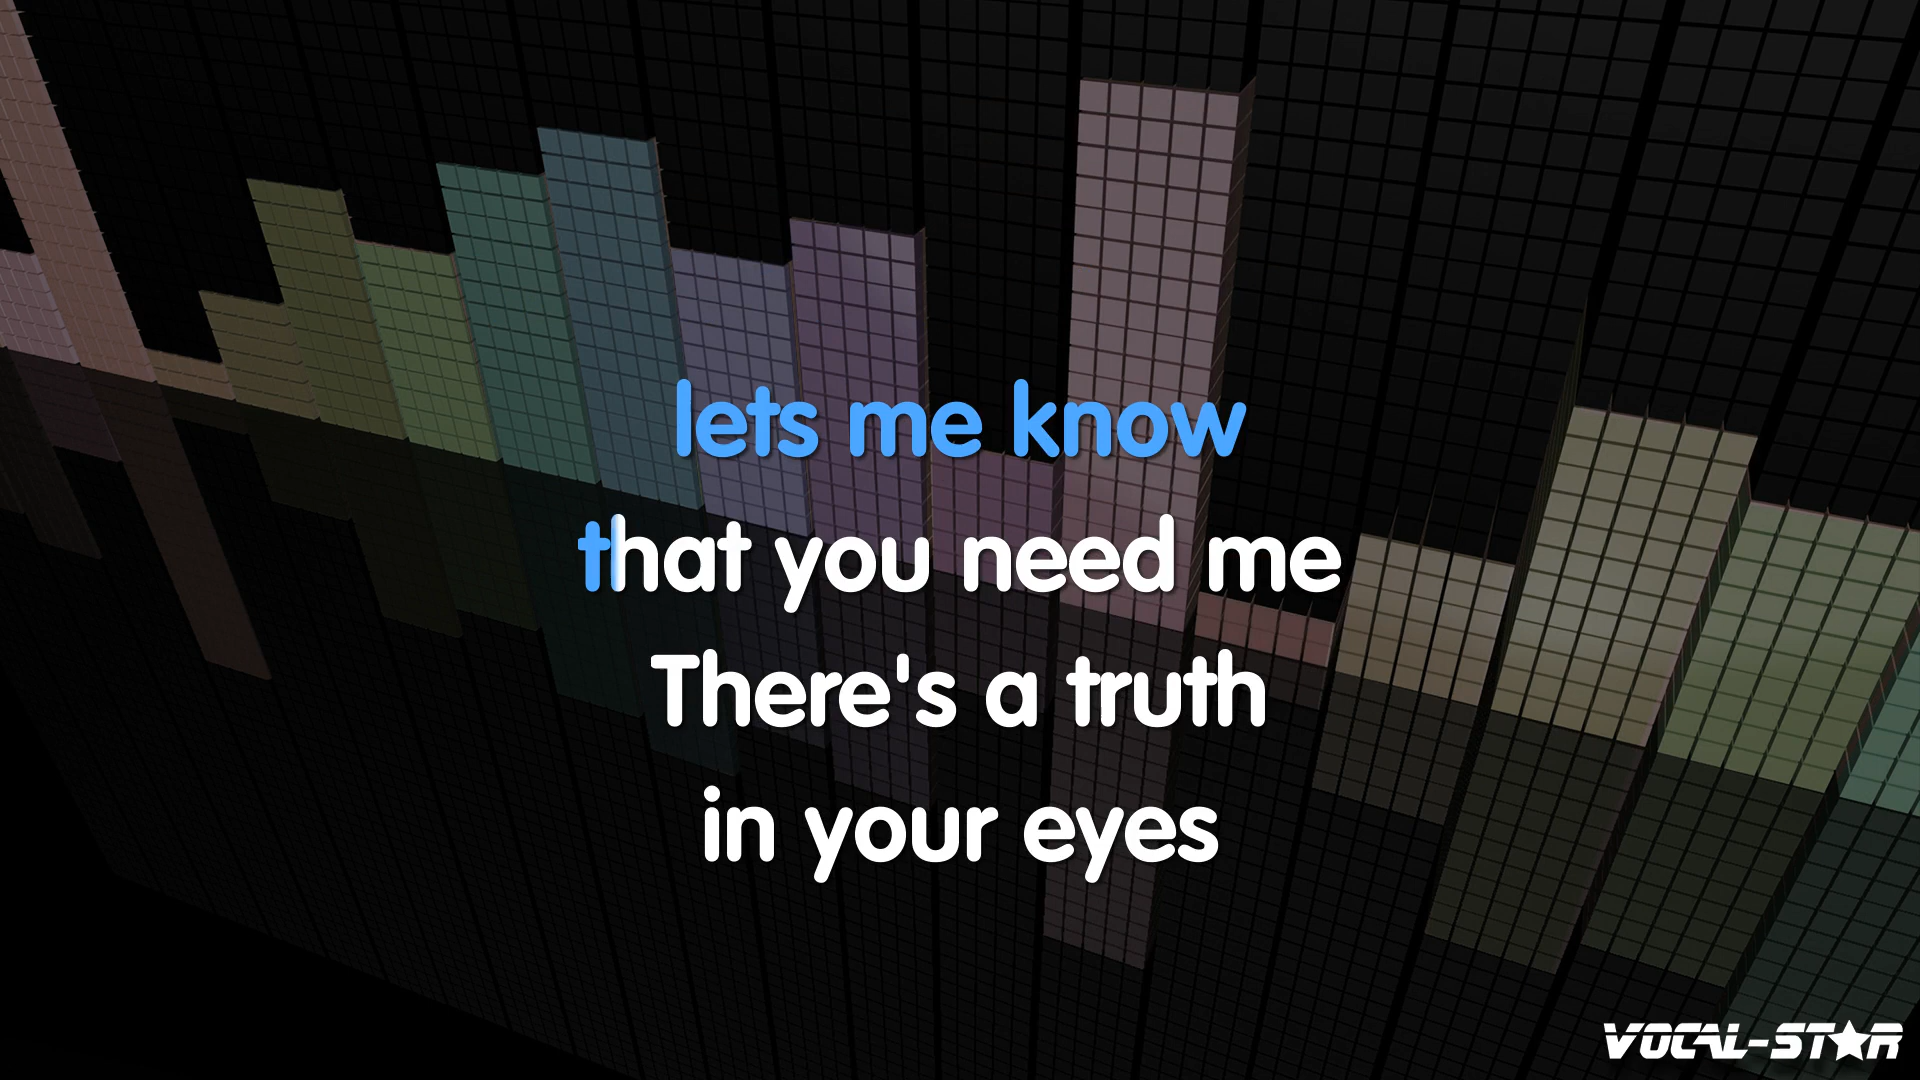 lets me know
that you need me
There's a truth
in your eyes
VOCAL-STAR